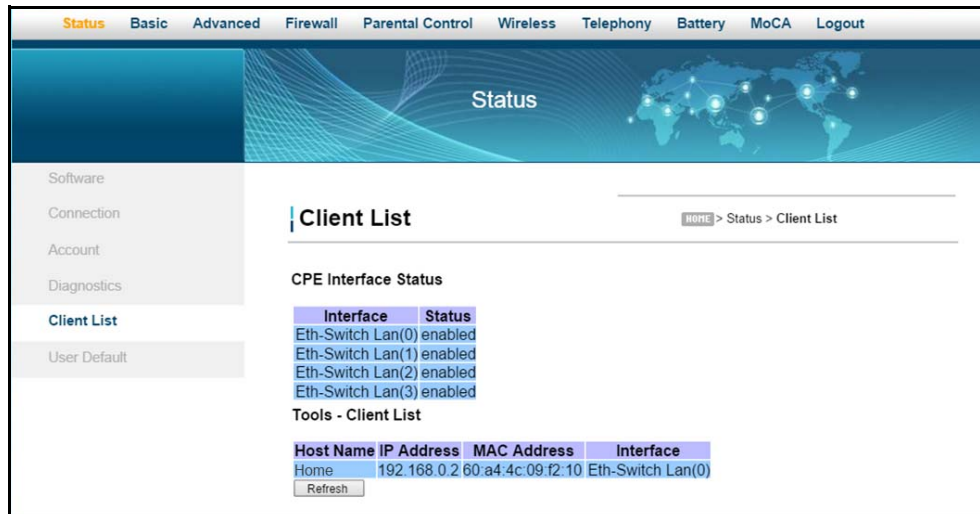 Status Basic Advanced Firewall Parental Control Wireless Telephony Battery MoCA Logout
Status
Software
Connection
Account
Diagnostics
Client List
User Default
Client List
HOME > Status > Client List
CPE Interface Status
Interface Status
Eth-Switch Lan(0) enabled
Eth-Switch Lan(1) enabled
Eth-Switch Lan(2) enabled
Eth-Switch Lan(3) enabled
Tools - Client List
Host Name IP Address MAC Address Interface
Home 192.168.0.2 60:a4:4c:09:f2:10 Eth-Switch Lan(0)
Refresh